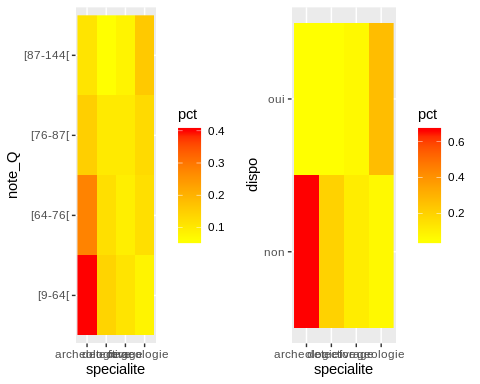 note_Q
[87-144[
[76-87[
[64-76[
[9-64[
specialite
pct
0.4
0.3
0.2
0.1
dispo
oui
non
specialite
pct
0.6
0.4
0.2